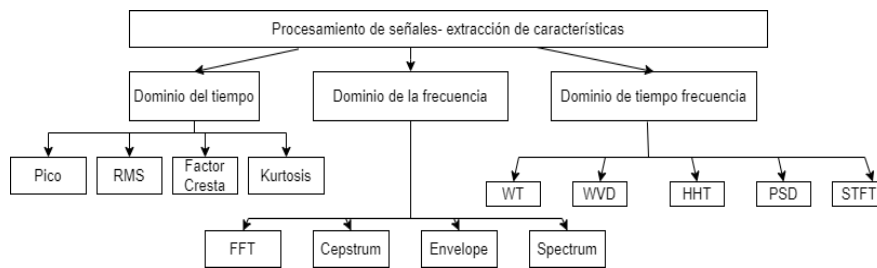 Procesamiento de señales- extracción de características
Dominio del tiempo
Dominio de la frecuencia
Dominio de tiempo frecuencia
Pico
RMS
Factor
Cresta
Kurtosis
WT
WVD
HHT
PSD
STFT
FFT
Cepstrum
Envelope
Spectrum